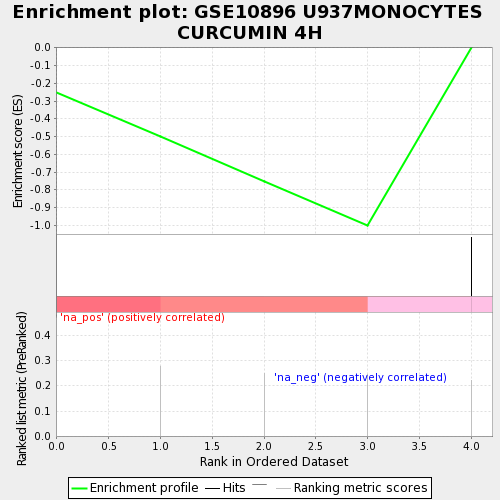 Enrichment plot: GSE10896 U937MONOCYTES
CURCUMIN 4H
Enrichment score (ES)
0.0
-0.1
-0.2
-0.3
-0.4
-0.5
-0.6
-0.7
-0.8
-0.9
-1.0
'na_pos' (positively correlated)
'na_neg' (negatively correlated)
Ranked list metric (PreRanked)
0.4
0.3
0.2
0.1
0.0
0.0 0.5 1.0 1.5 2.0 2.5 3.0 3.5 4.0
Rank in Ordered Dataset
Enrichment profile Hits Ranking metric scores